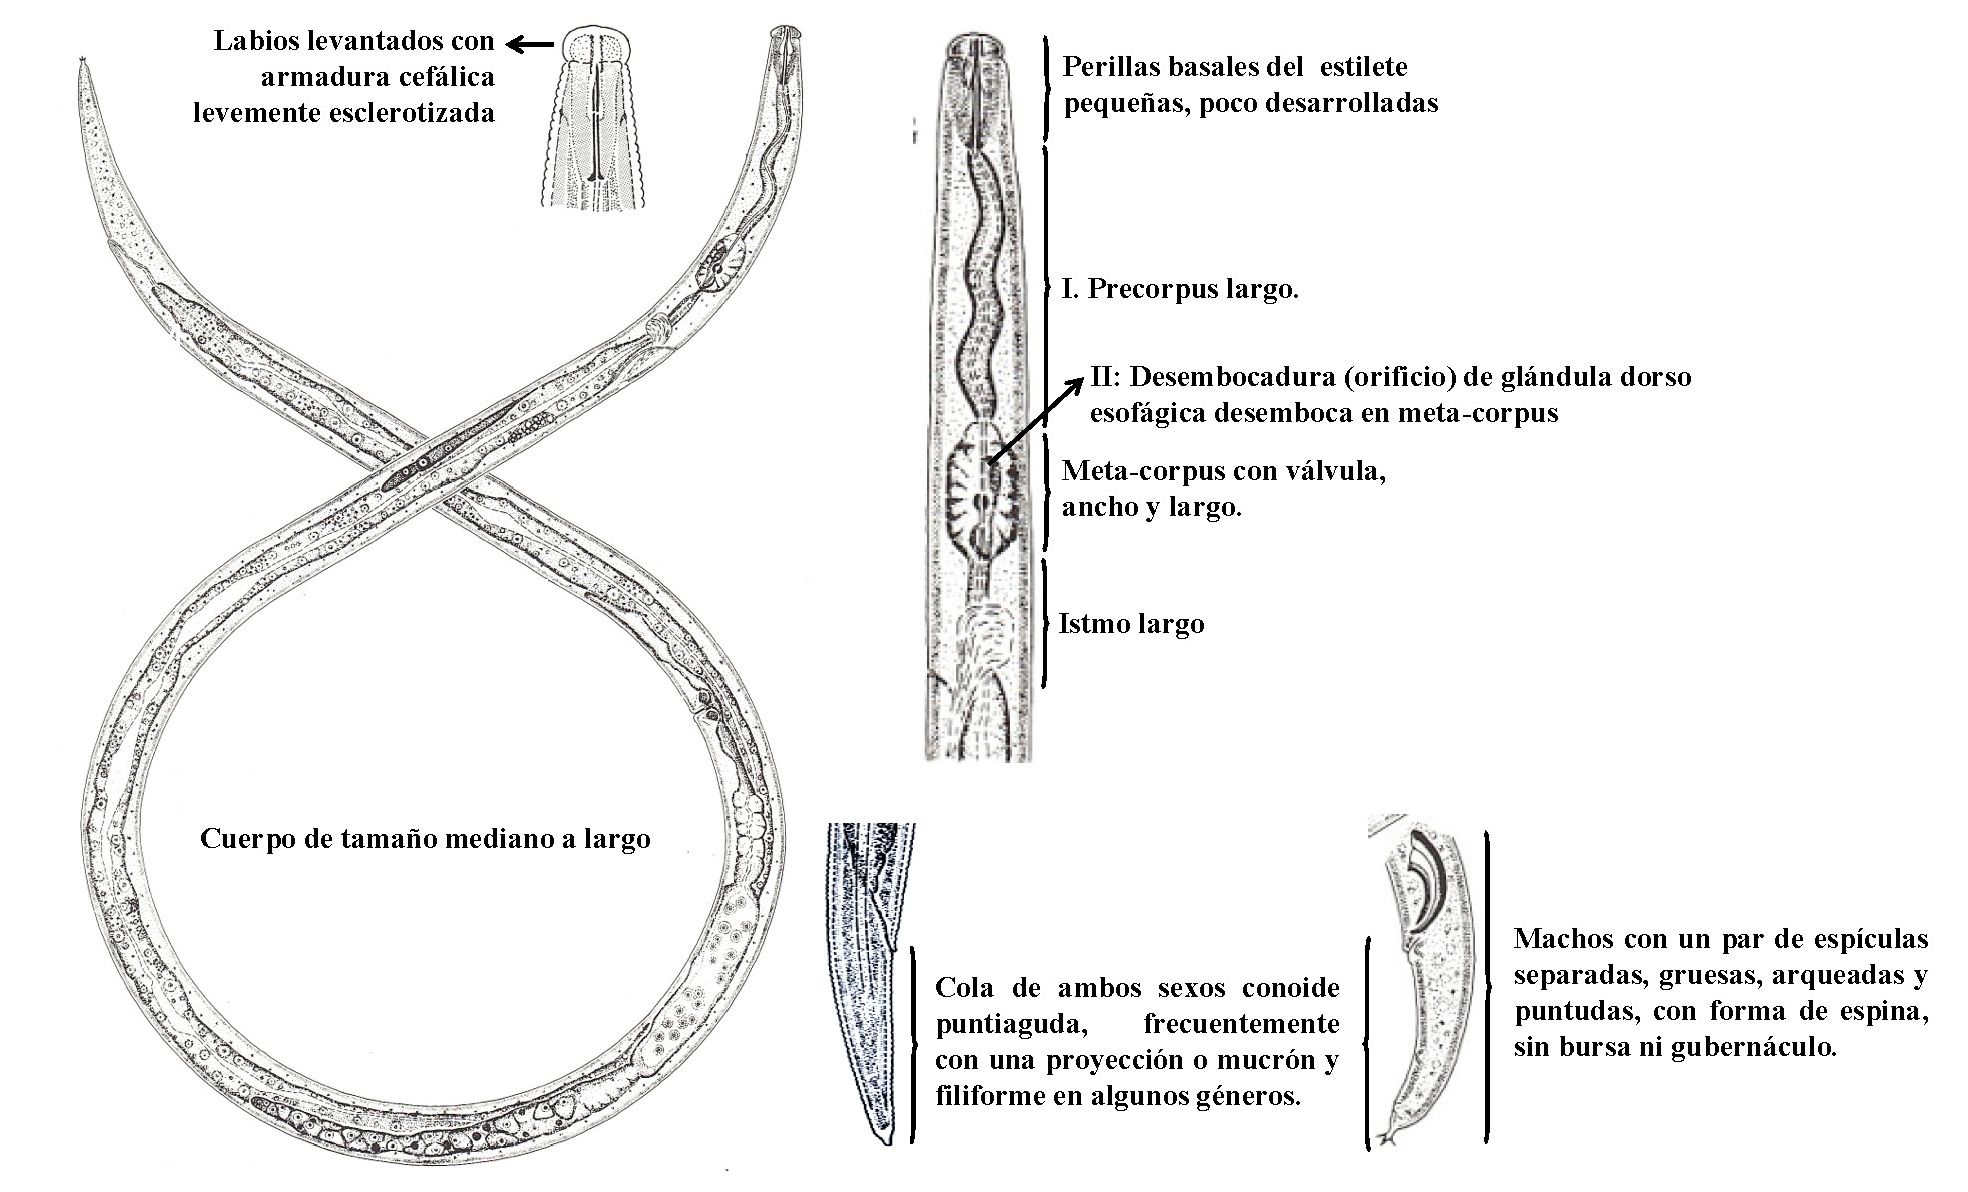 Labios levantados con
armadura cefálica
levemente esclerotizada
Perillas basales del estilete
pequeñas, poco desarrolladas
I. Precorpus largo.
II: Desembocadura (orificio) de glándula dorso
esofágica desemboca en meta-corpus
Meta-corpus con válvula,
ancho y largo.
Istmo largo
Cuerpo de tamaño mediano a largo
Cola de ambos sexos conoide
puntiaguda, frecuentemente
con una proyección o mucrón y
filiforme en algunos géneros.
Machos con un par de espículas
separadas, gruesas, arqueadas y
puntudas, con forma de espina,
sin bursa ni gubernáculo.